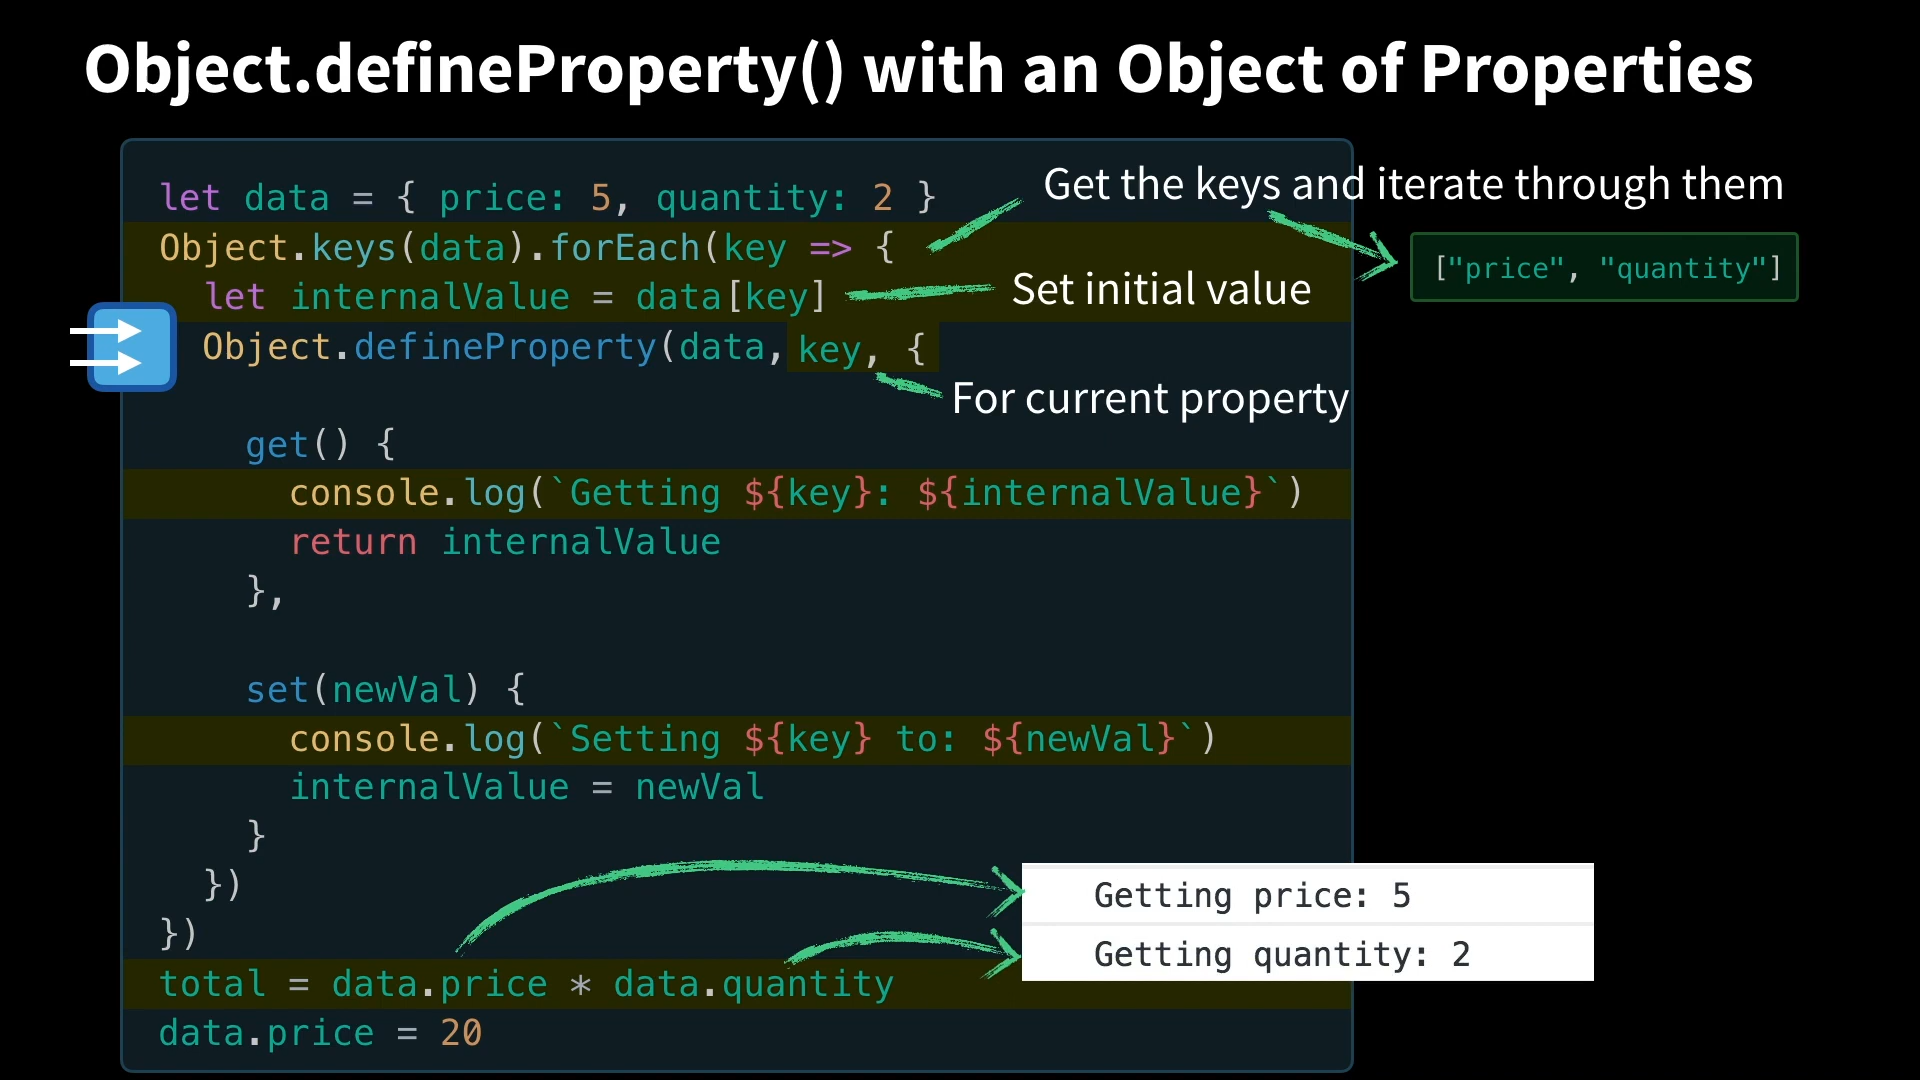 Object.defineProperty() with an Object of Properties
let data = { price: 5, quantity: 2 }
Get the keys and iterate through them
Object.keys(data).forEach(key => {
["price", "quantity"]
let internalValue = data[key]
Set initial value
Object.defineProperty(data, key, {
For current property
get() {
console.log(`Getting ${key}: ${internalValue}`)
return internalValue
},
set(newVal) {
console.log(`Setting ${key} to: ${newVal}`)
internalValue = newVal
}
})
})
Getting price: 5
Getting quantity: 2
total = data.price * data.quantity
data.price = 20